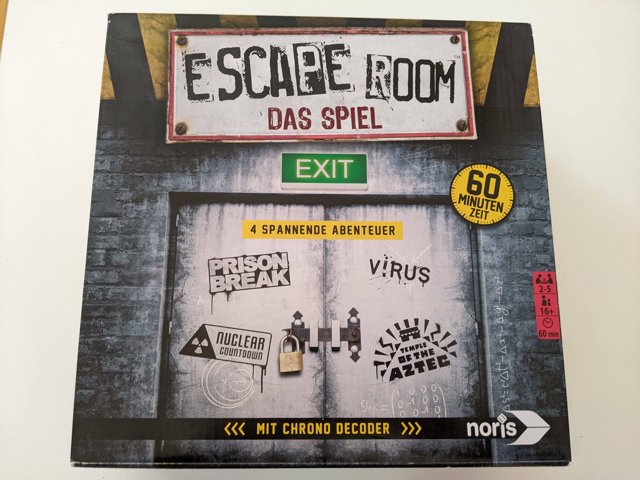 ESCAPE ROOM
DAS SPIEL
EXIT
60
MINUTEN
ZEIT
4 SPANNENDE ABENTEUER
PRISON
BREAK
VIRUS
2-5
16+
60 min
NUCLEAR
COUNTDOWN
TEMPLE
OF THE
AZTEC
<<< MIT CHRONO DECODER >>>
noris